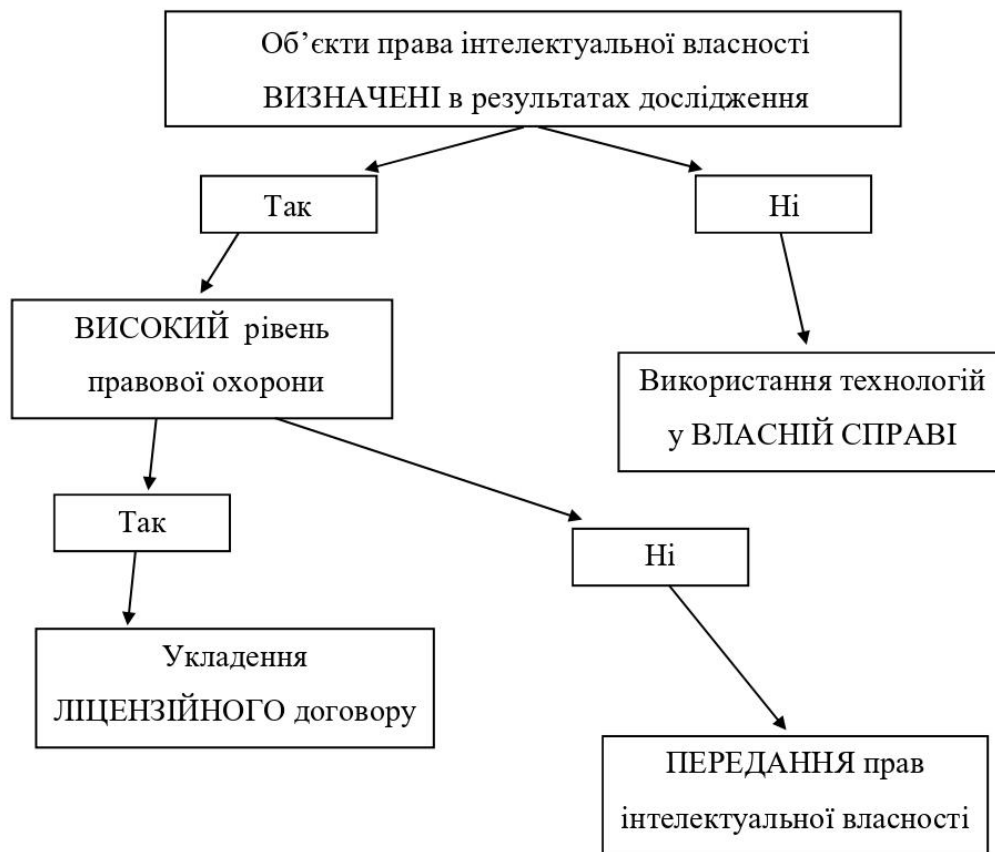 Об’єкти права інтелектуальної власності
ВИЗНАЧЕНІ в результатах дослідження
Так
Ні
ВИСОКИЙ рівень
правової охорони
Використання технологій
у ВЛАСНІЙ СПРАВІ
Так
Ні
Укладення
ЛІЦЕНЗІЙНОГО договору
ПЕРЕДАННЯ прав
інтелектуальної власності